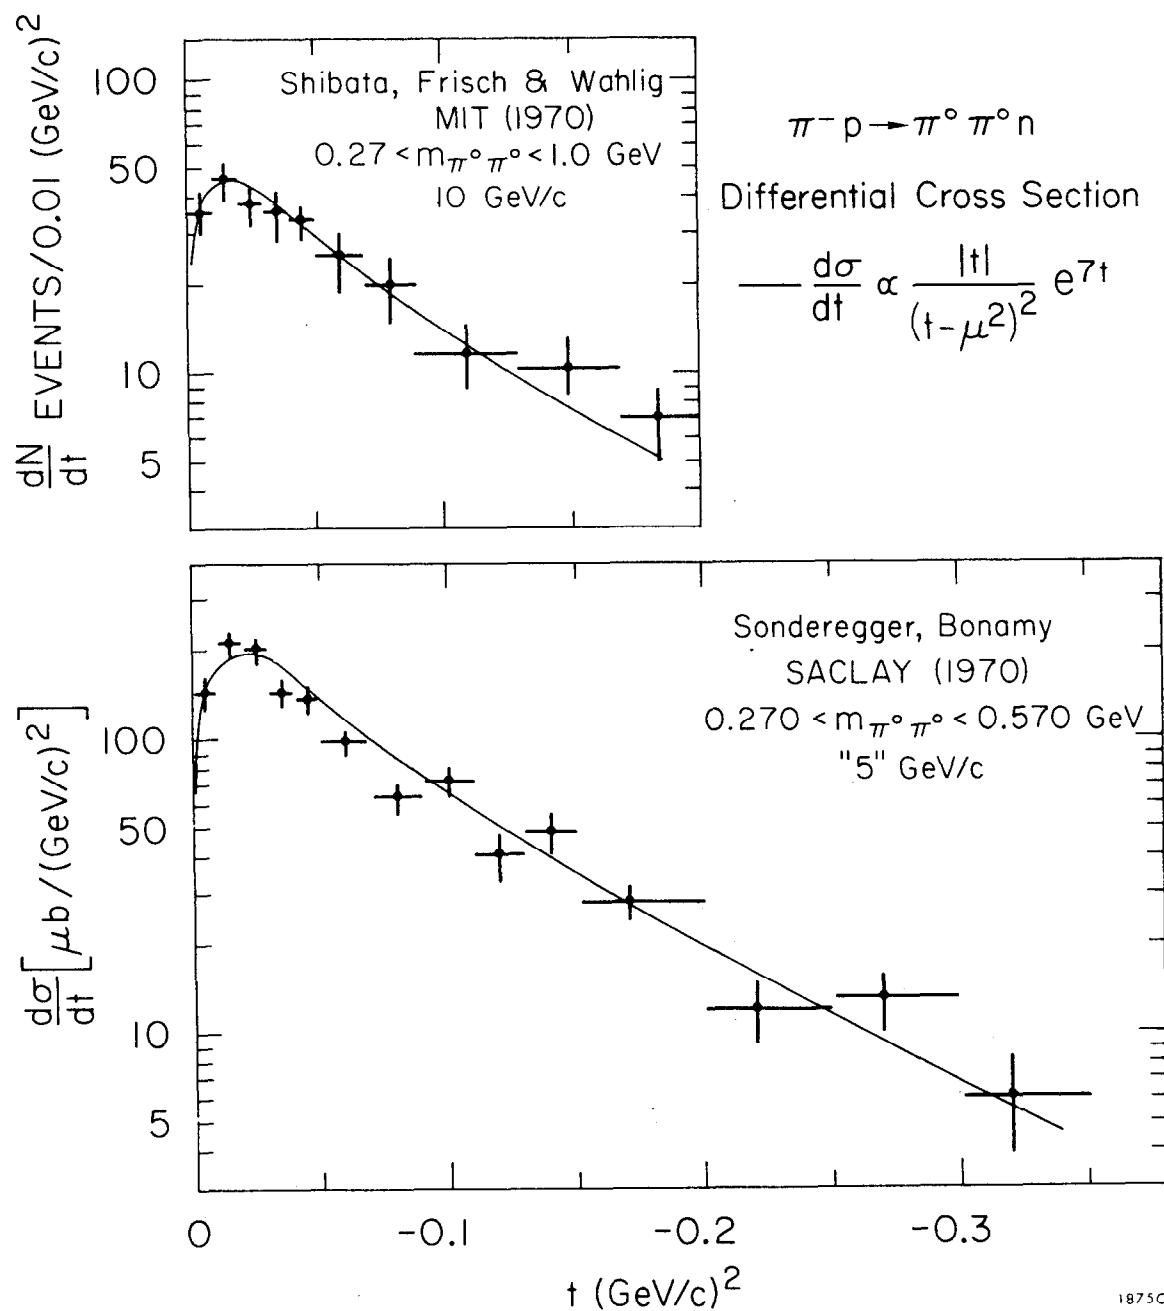 Shibata, Frisch & Wahlig
MIT (1970)
0.27 < m π° π° < 1.0 GeV
10 GeV/c
100
50
10
5
dN/dt EVENTS/0.01 (GeV/c)²
π⁻ p → π° π° n
Differential Cross Section
— dσ/dt ∝ |t|/(t-μ²)² e⁷ᵗ
Sonderegger, Bonamy
SACLAY (1970)
0.270 < m π° π° < 0.570 GeV
"5" GeV/c
100
50
10
5
dσ/dt [μb/(GeV/c)²]
0 -0.1 -0.2 -0.3
t (GeV/c)²